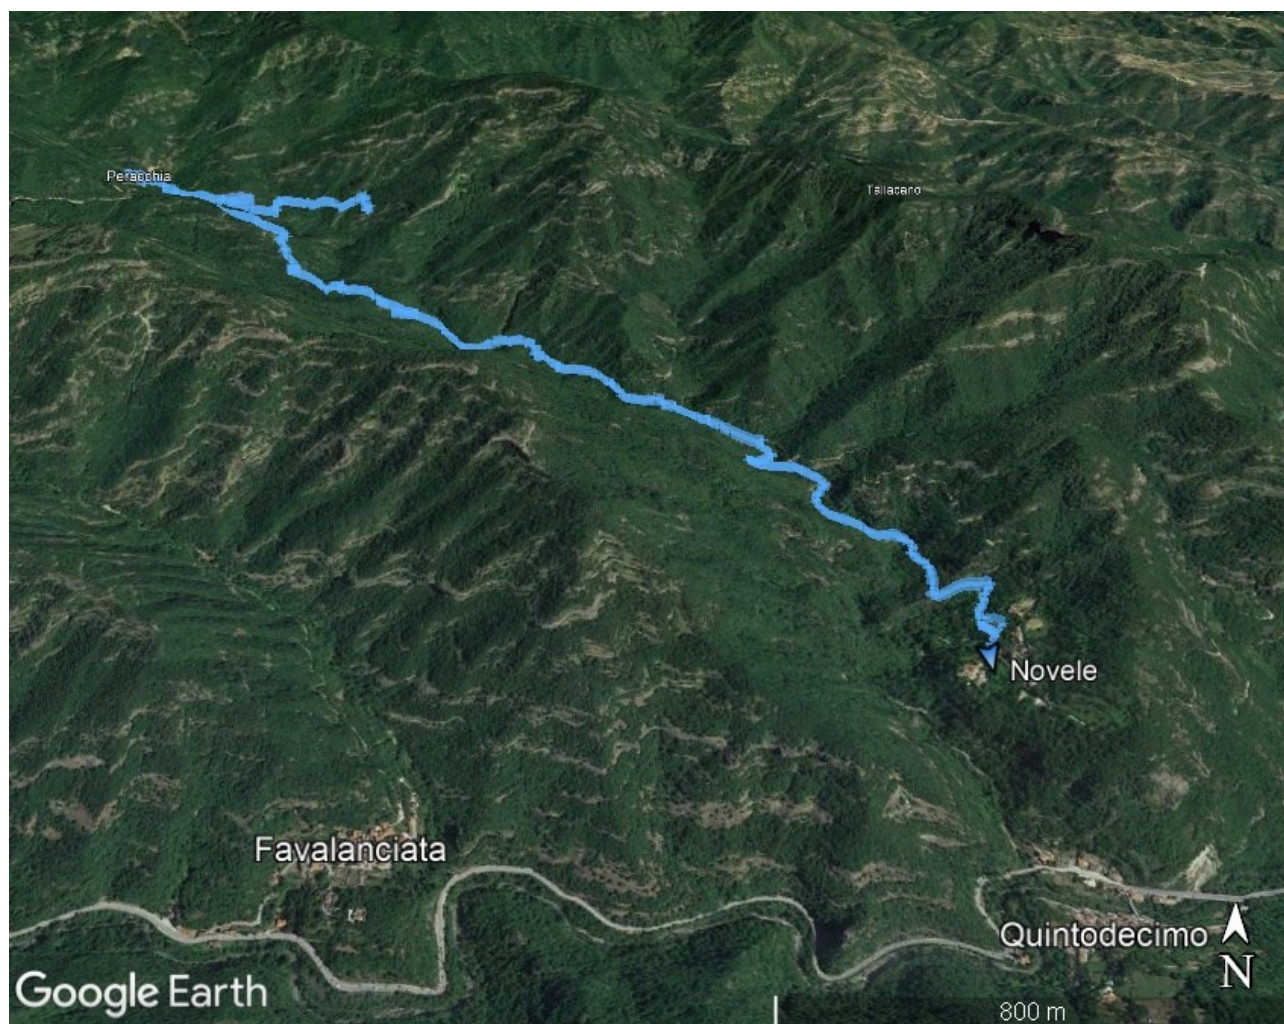 Peracchia
Tallacano
Novele
Favalanciata
Quintodecimo
N
Google Earth
800 m